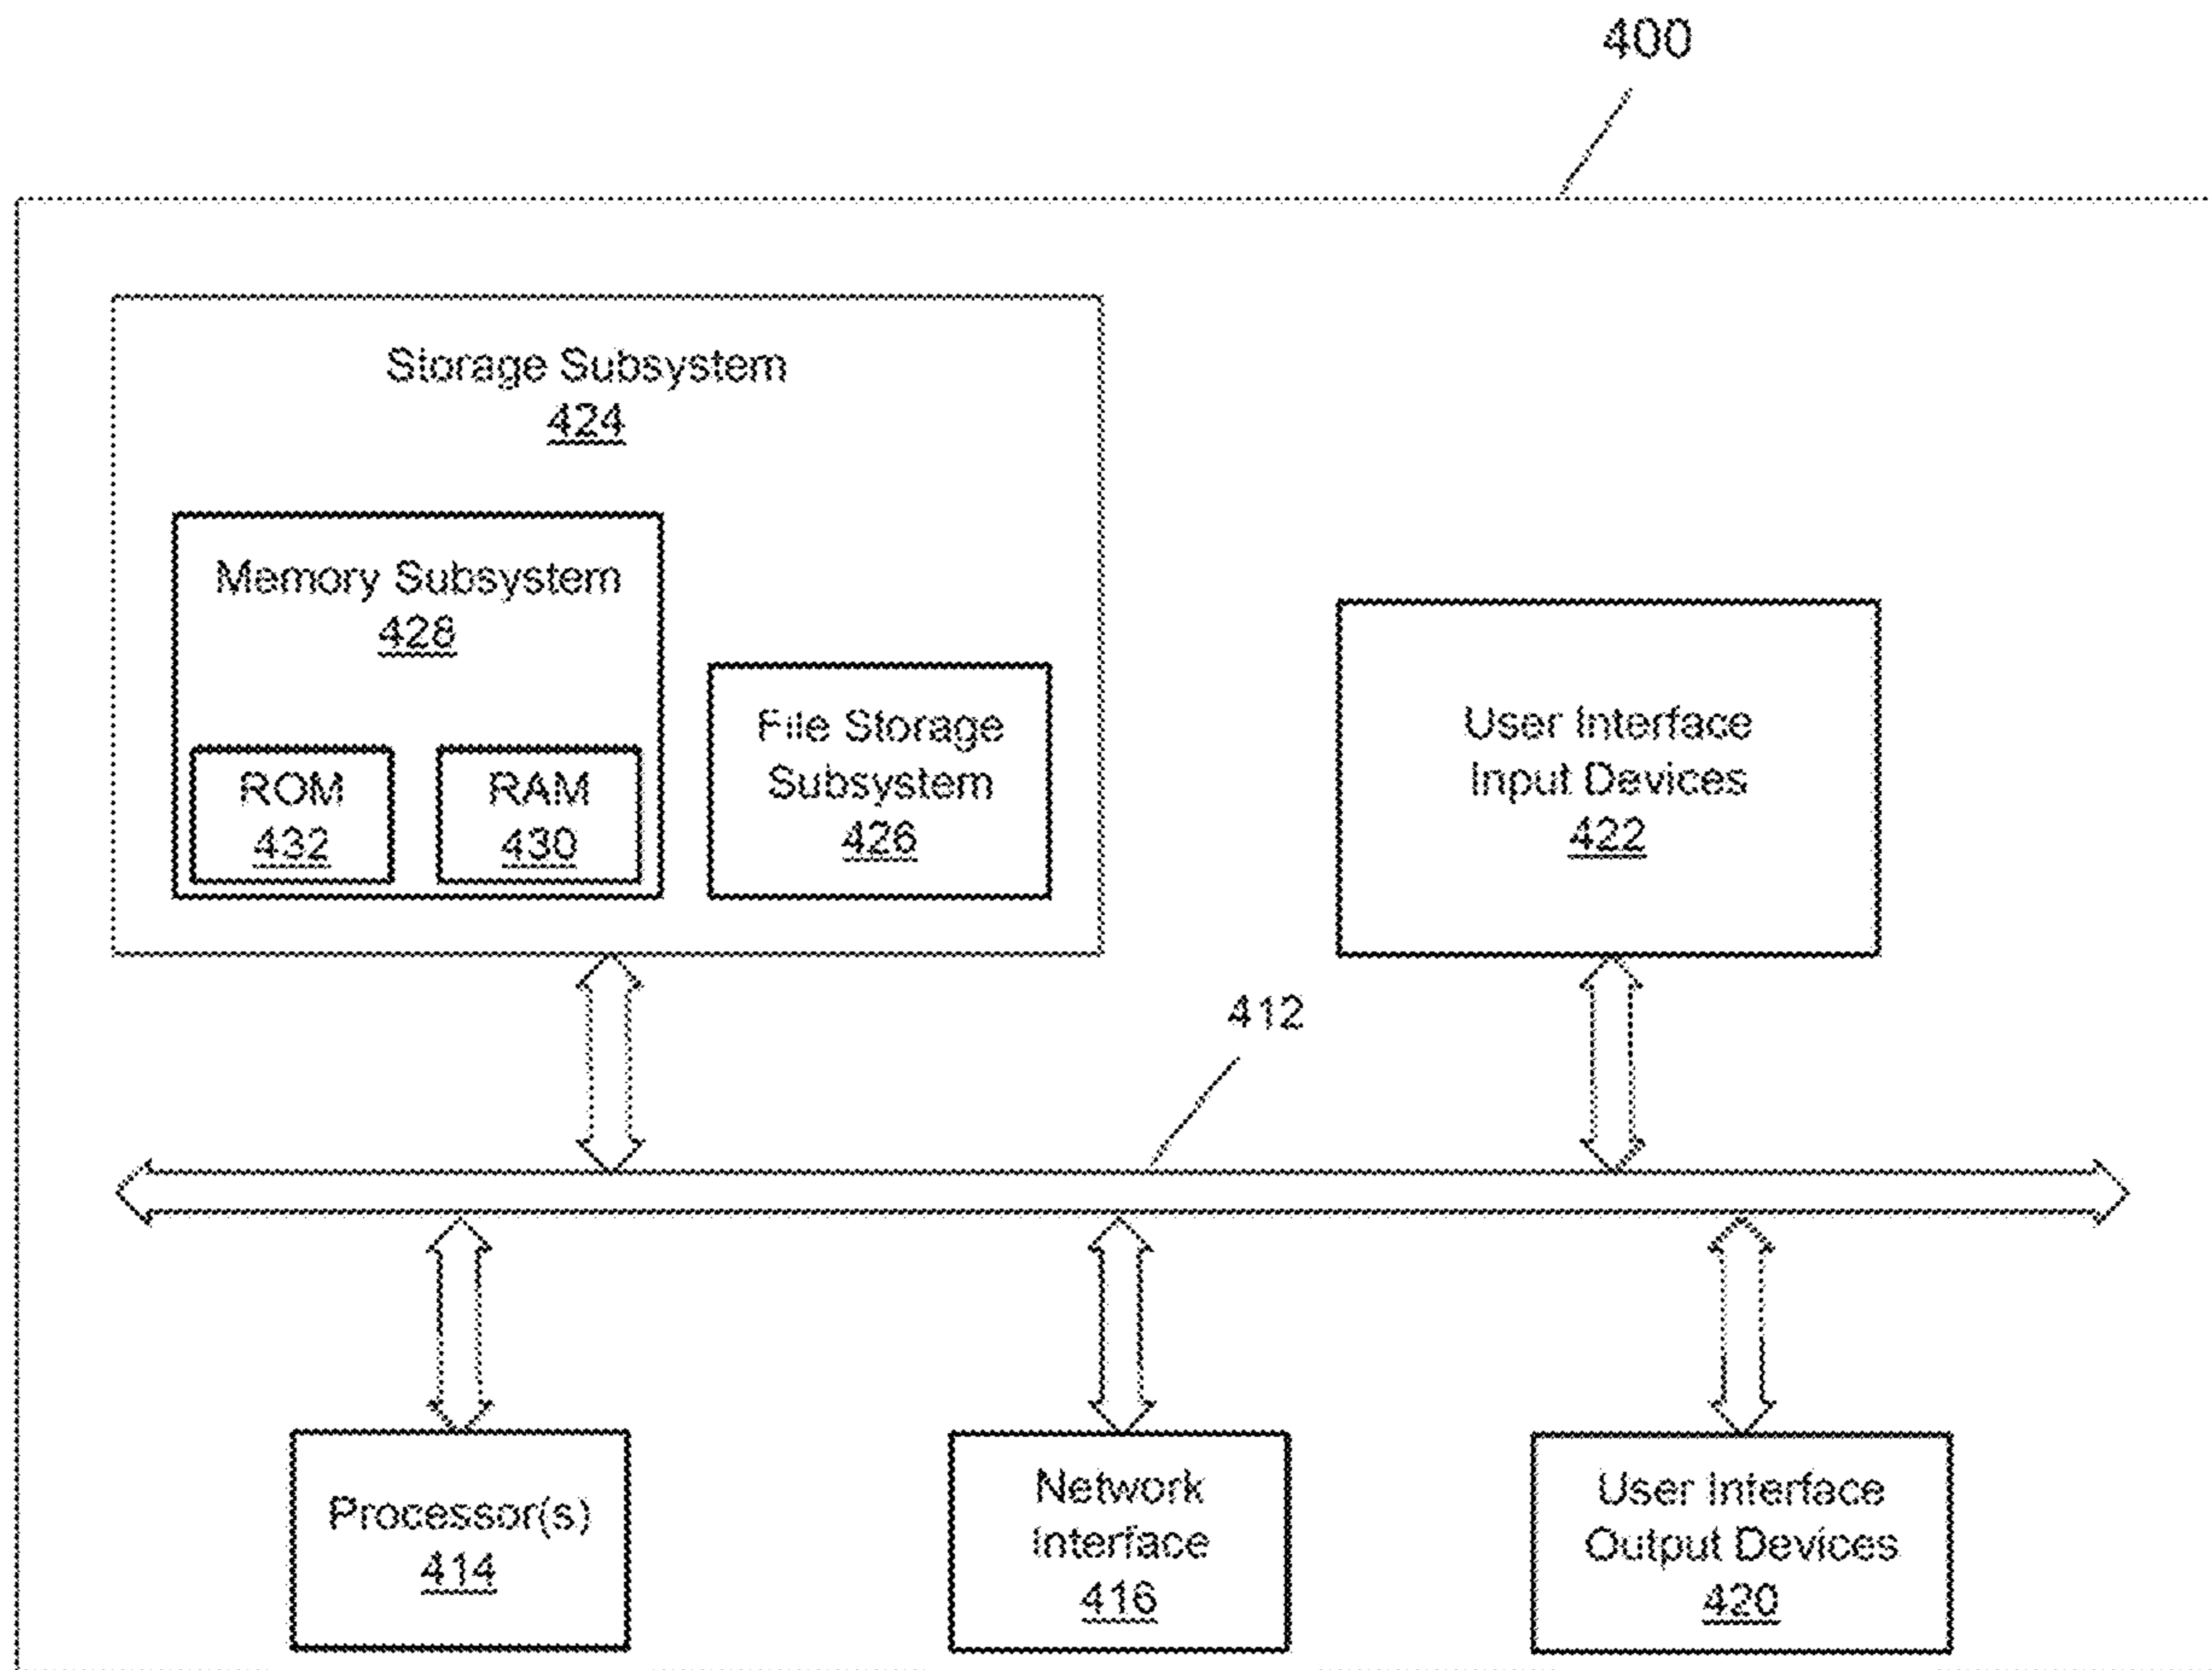 400
Storage Subsystem
424
Memory Subsystem
428
ROM
432
RAM
430
File Storage
Subsystem
426
User Interface
Input Devices
422
412
Processor(s)
414
Network
Interface
416
User Interface
Output Devices
420